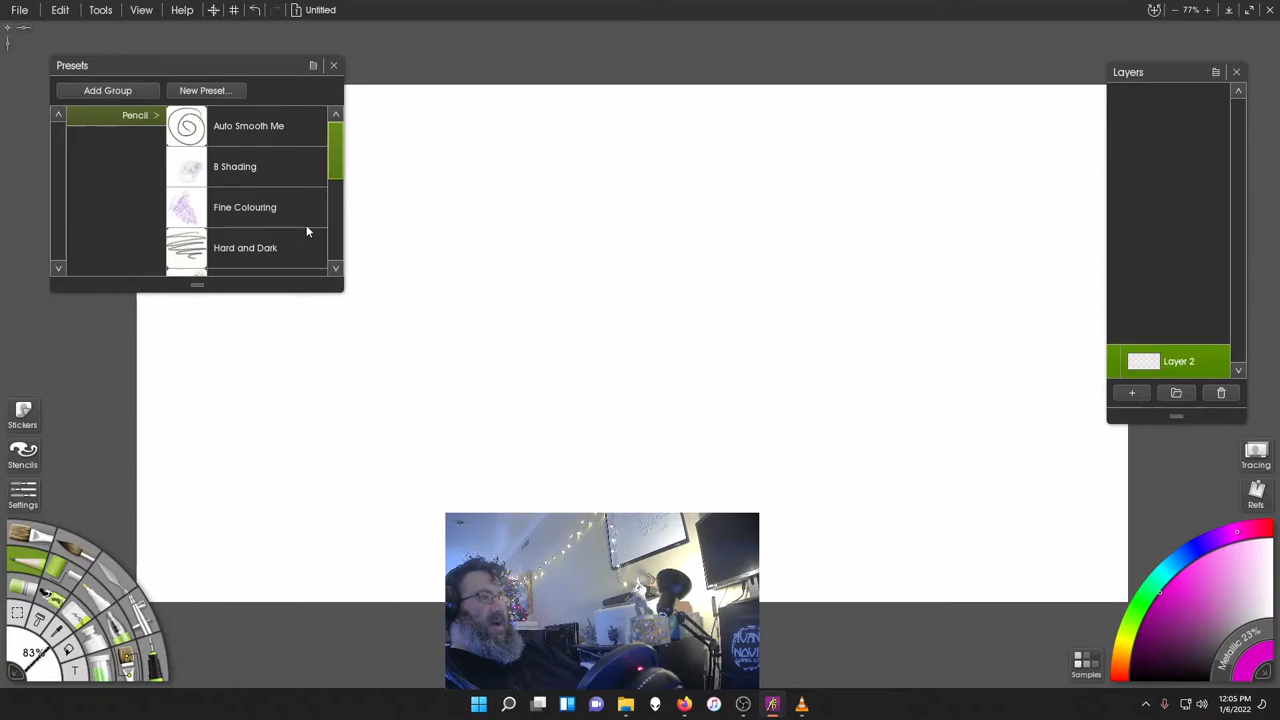 File Edit Tools View Help Untitled 77%
Presets
Add Group New Preset...
Pencil >
Auto Smooth Me
B Shading
Fine Colouring
Hard and Dark
Layers
Layer 2
Stickers
Stencils
Settings
83%
T
Tracing
Refs
Metallic 23%
Samples
12:05 PM
1/6/2022